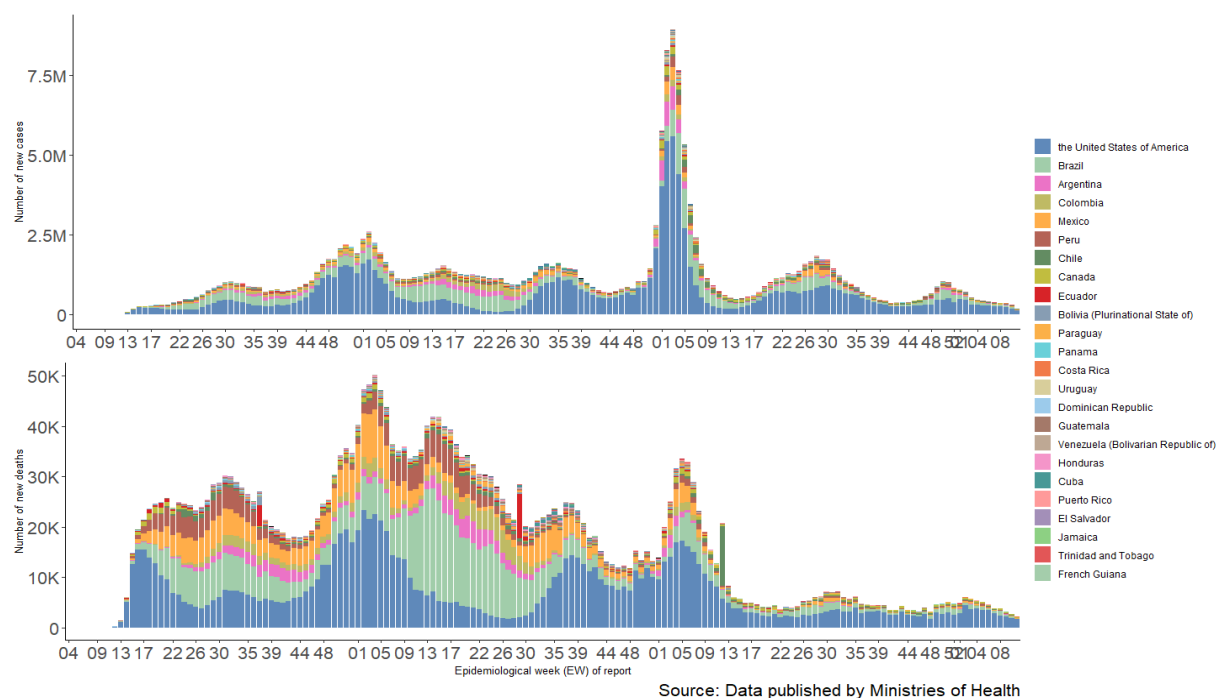 7.5M
5.0M
2.5M
0
Number of new cases
04 09 13 17 22 26 30 35 39 44 48 01 05 09 13 17 22 26 30 35 39 44 48 01 05 09 13 17 22 26 30 35 39 44 48 52 01 04 08
50K
40K
30K
20K
10K
0
Number of new deaths
04 09 13 17 22 26 30 35 39 44 48 01 05 09 13 17 22 26 30 35 39 44 48 01 05 09 13 17 22 26 30 35 39 44 48 52 01 04 08
Epidemiological week (EW) of report
the United States of America
Brazil
Argentina
Colombia
Mexico
Peru
Chile
Canada
Ecuador
Bolivia (Plurinational State of)
Paraguay
Panama
Costa Rica
Uruguay
Dominican Republic
Guatemala
Venezuela (Bolivarian Republic of)
Honduras
Cuba
Puerto Rico
El Salvador
Jamaica
Trinidad and Tobago
French Guiana
Source: Data published by Ministries of Health